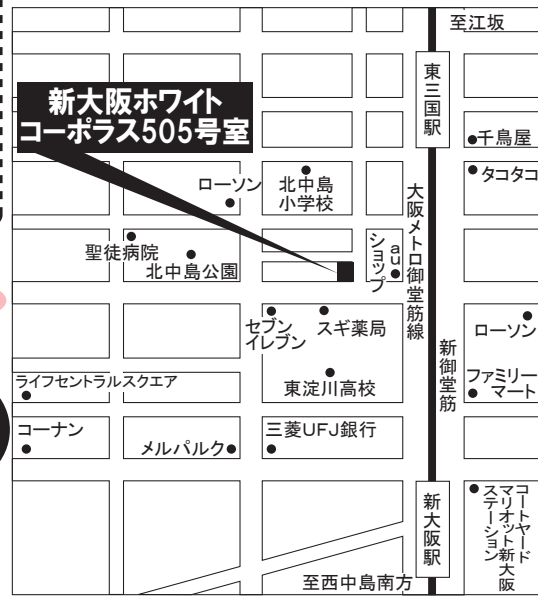 至江坂
東三国駅
新大阪ホワイト
コーポラス505号室
千鳥屋
タコタコ
ローソン
北中島
小学校
大阪メトロ御堂筋線
au
ショップ
聖徒病院
北中島公園
セブン
イレブン
スギ薬局
ローソン
新御堂筋
ライフセントラルスクエア
東淀川高校
ファミリー
マート
コーナン
メルパルク
三菱UFJ銀行
新大阪駅
コートヤード
マリオット新大阪
ステーション
至西中島南方